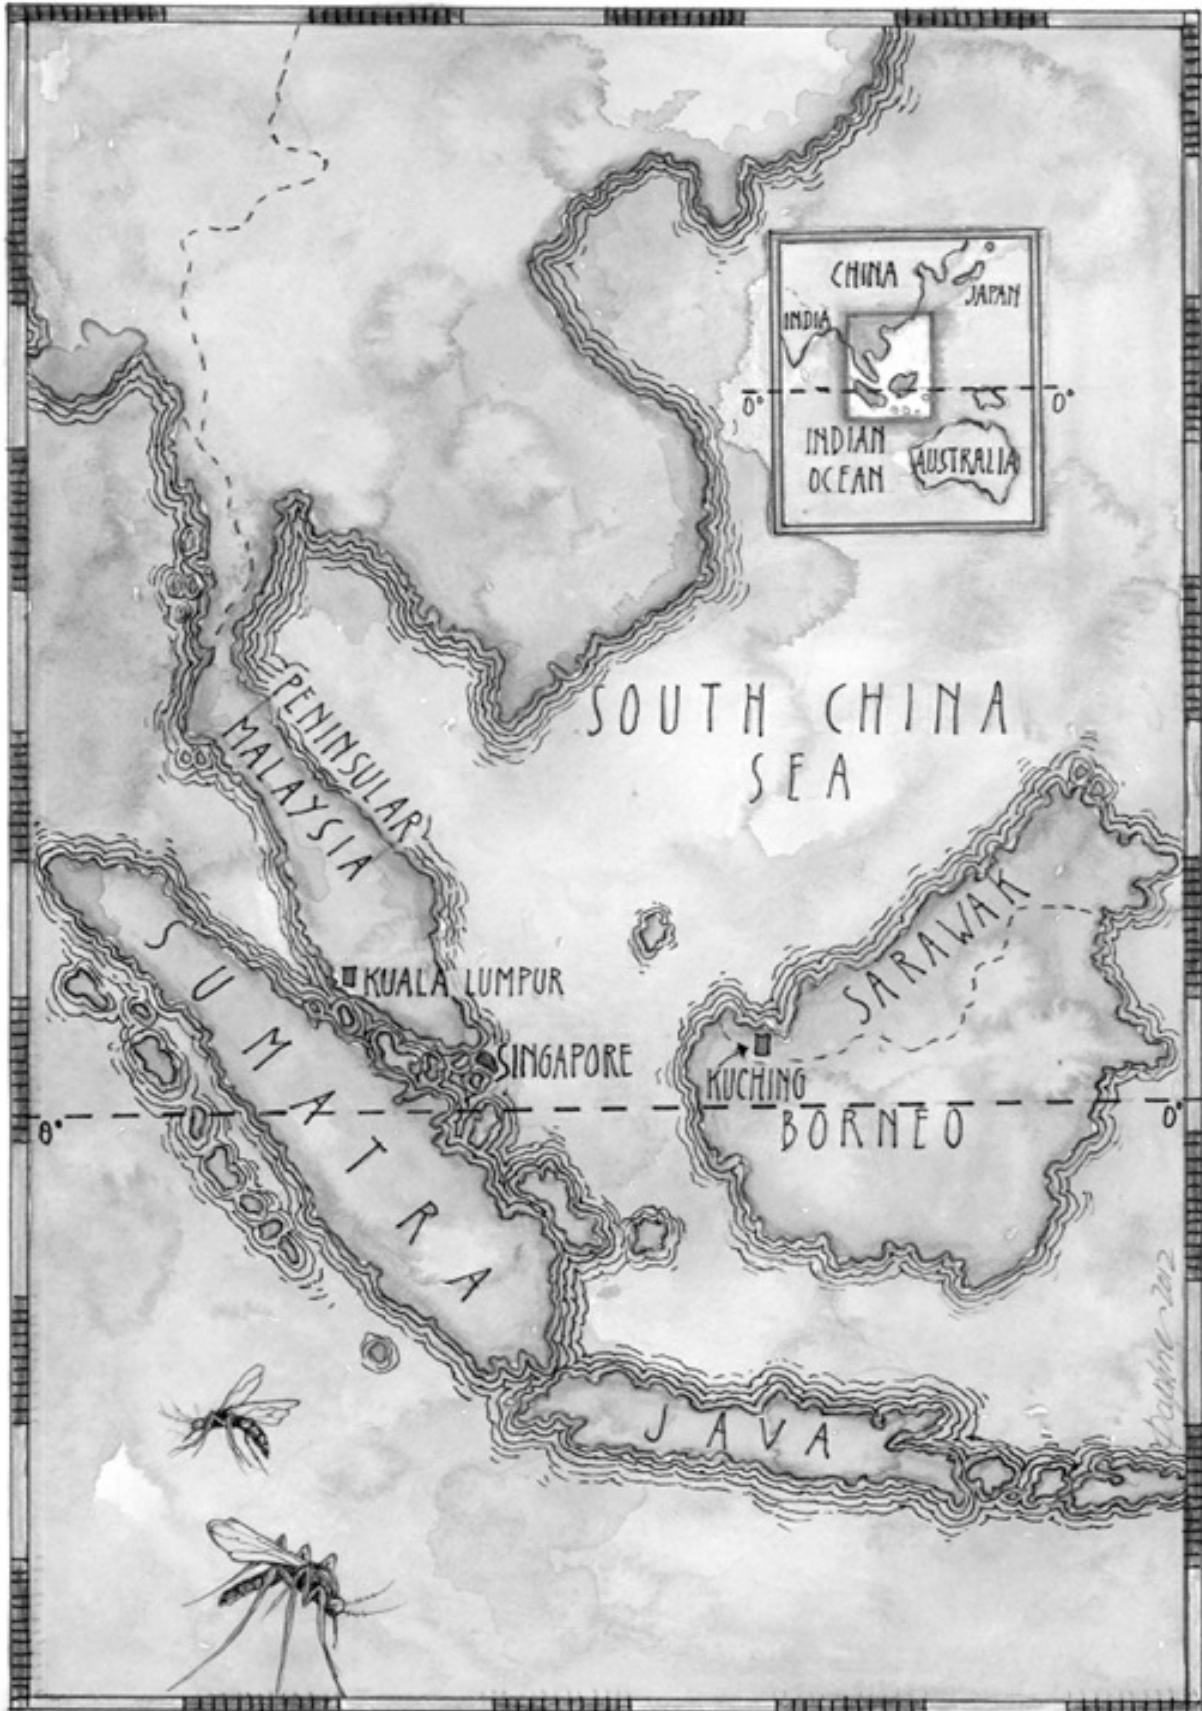 CHINA
JAPAN
INDIA
0° 0°
INDIAN
OCEAN
AUSTRALIA
SOUTH CHINA
SEA
PENINSULAR
MALAYSIA
SARAWAK
SUMATRA
KUALA LUMPUR
SINGAPORE
KUCHING
0° 0°
BORNEO
JAVA
2012